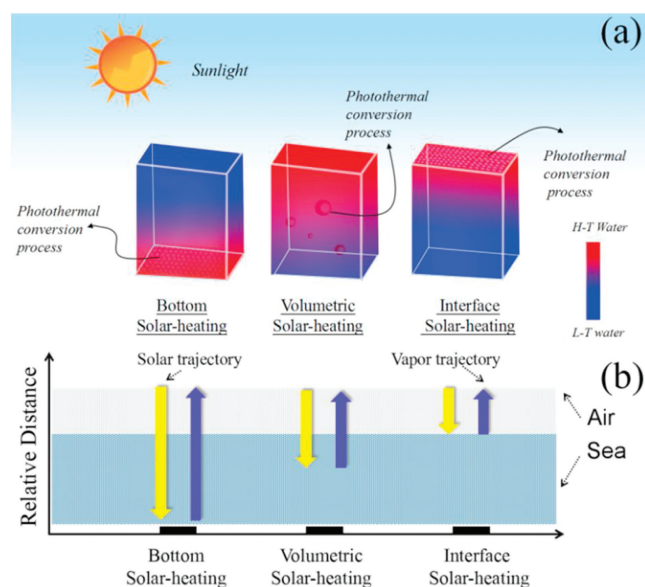 (a)
Sunlight
Photothermal
conversion
process
Photothermal
conversion
process
Photothermal
conversion
process
H-T Water
L-T water
Bottom
Solar-heating
Volumetric
Solar-heating
Interface
Solar-heating
(b)
Solar trajectory
Vapor trajectory
Relative Distance
Air
Sea
Bottom
Solar-heating
Volumetric
Solar-heating
Interface
Solar-heating